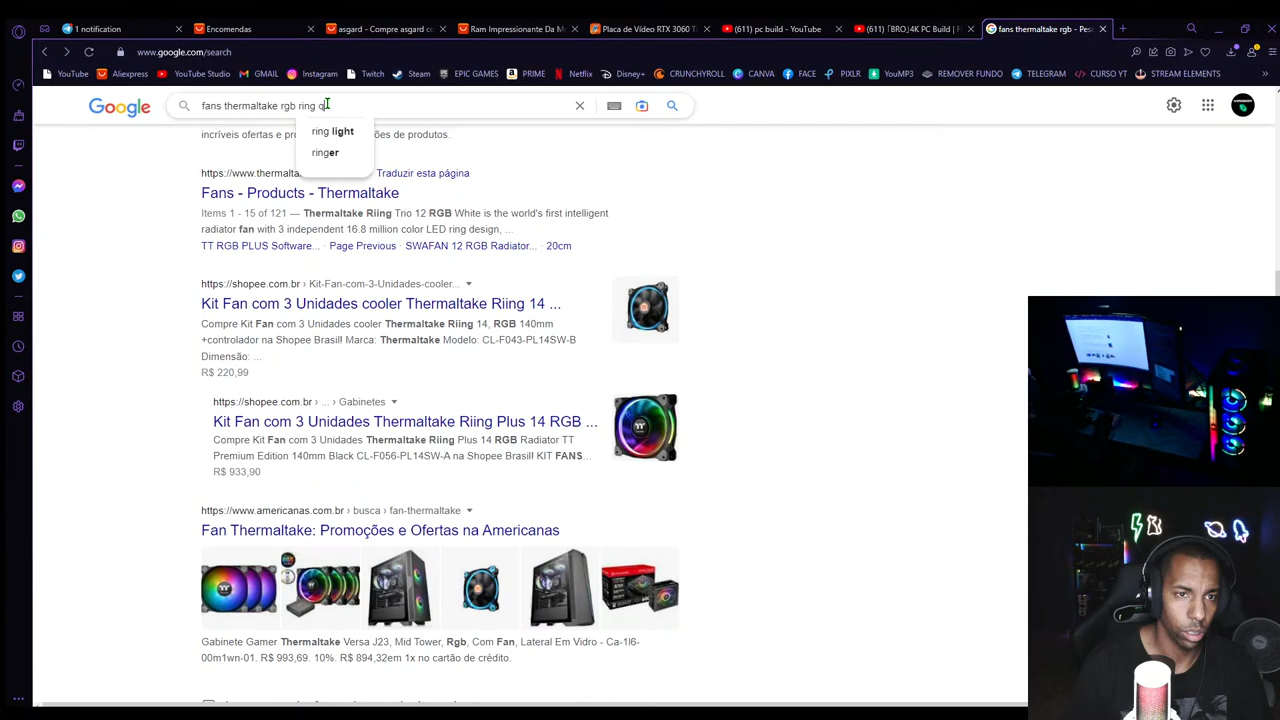 1 notification
Encomendas
asgard - Compre asgard co
Ram Impressionante Da M
Placa de Vídeo RTX 3060 T
(611) pc build - YouTube
(611) 「BRO」4K PC Build |
fans thermaltake rgb - Pes
www.google.com/search
YouTube
Aliexpress
YouTube Studio
GMAIL
Instagram
Twitch
Steam
EPIC GAMES
PRIME
Netflix
Disney+
CRUNCHYROLL
CANVA
FACE
PIXLR
YouMP3
REMOVER FUNDO
TELEGRAM
CURSO YT
STREAM ELEMENTS
Google
fans thermaltake rgb ring q
ring light
ringer
incríveis ofertas e pro ões de produtos.
https://www.thermalta Traduzir esta página
Fans - Products - Thermaltake
Items 1 - 15 of 121 — Thermaltake Riing Trio 12 RGB White is the world's first intelligent
radiator fan with 3 independent 16.8 million color LED ring design, ...
TT RGB PLUS Software... · Page Previous · SWAFAN 12 RGB Radiator... · 20cm
https://shopee.com.br › Kit-Fan-com-3-Unidades-cooler...
Kit Fan com 3 Unidades cooler Thermaltake Riing 14 ...
Compre Kit Fan com 3 Unidades cooler Thermaltake Riing 14, RGB 140mm
+controlador na Shopee Brasil! Marca: Thermaltake Modelo: CL-F043-PL14SW-B
Dimensão: ...
R$ 220,99
https://shopee.com.br › ... › Gabinetes
Kit Fan com 3 Unidades Thermaltake Riing Plus 14 RGB ...
Compre Kit Fan com 3 Unidades Thermaltake Riing Plus 14 RGB Radiator TT
Premium Edition 140mm Black CL-F056-PL14SW-A na Shopee Brasil! KIT FANS...
R$ 933,90
https://www.americanas.com.br › busca › fan-thermaltake
Fan Thermaltake: Promoções e Ofertas na Americanas
Gabinete Gamer Thermaltake Versa J23, Mid Tower, Rgb, Com Fan, Lateral Em Vidro - Ca-1l6-
00m1wn-01. R$ 993,69. 10%. R$ 894,32em 1x no cartão de crédito.